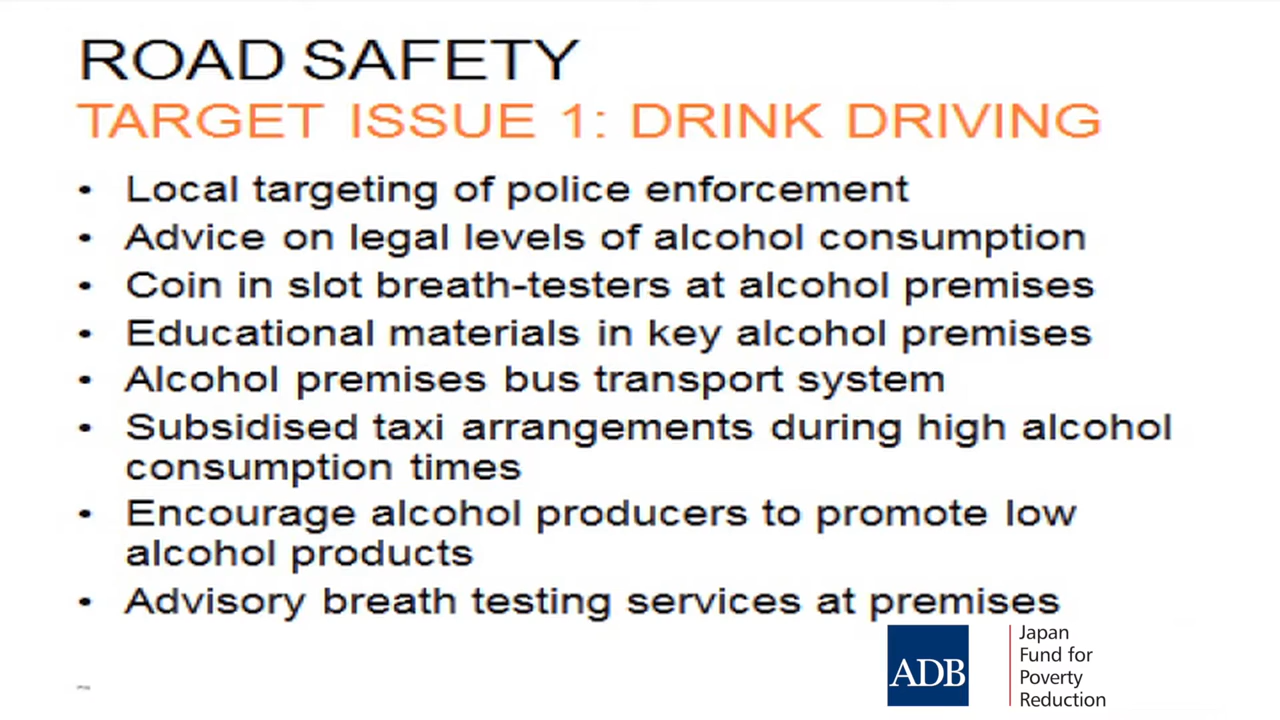 ROAD SAFETY
TARGET ISSUE 1: DRINK DRIVING
• Local targeting of police enforcement
• Advice on legal levels of alcohol consumption
• Coin in slot breath-testers at alcohol premises
• Educational materials in key alcohol premises
• Alcohol premises bus transport system
• Subsidised taxi arrangements during high alcohol
consumption times
• Encourage alcohol producers to promote low
alcohol products
• Advisory breath testing services at premises
ADB
Japan
Fund for
Poverty
Reduction